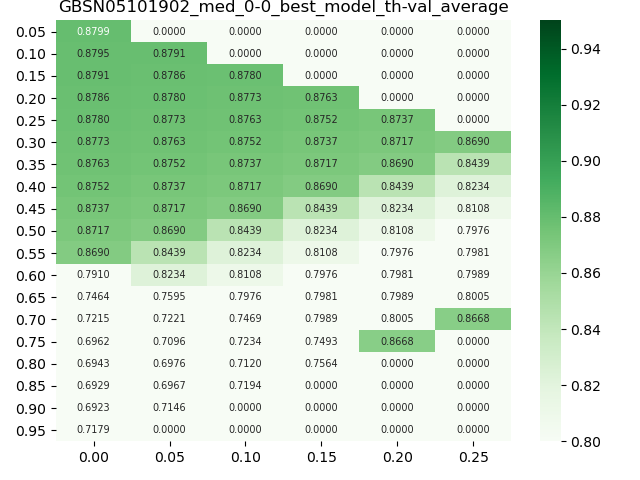 GBSN05101902_med_0-0_best_model_th-val_average
0.05 0.8799 0.0000 0.0000 0.0000 0.0000 0.0000
0.10 0.8795 0.8791 0.0000 0.0000 0.0000 0.0000
0.15 0.8791 0.8786 0.8780 0.0000 0.0000 0.0000
0.20 0.8786 0.8780 0.8773 0.8763 0.0000 0.0000
0.25 0.8780 0.8773 0.8763 0.8752 0.8737 0.0000
0.30 0.8773 0.8763 0.8752 0.8737 0.8717 0.8690
0.35 0.8763 0.8752 0.8737 0.8717 0.8690 0.8439
0.40 0.8752 0.8737 0.8717 0.8690 0.8439 0.8234
0.45 0.8737 0.8717 0.8690 0.8439 0.8234 0.8108
0.50 0.8717 0.8690 0.8439 0.8234 0.8108 0.7976
0.55 0.8690 0.8439 0.8234 0.8108 0.7976 0.7981
0.60 0.7910 0.8234 0.8108 0.7976 0.7981 0.7989
0.65 0.7464 0.7595 0.7976 0.7981 0.7989 0.8005
0.70 0.7215 0.7221 0.7469 0.7989 0.8005 0.8668
0.75 0.6962 0.7096 0.7234 0.7493 0.8668 0.0000
0.80 0.6943 0.6976 0.7120 0.7564 0.0000 0.0000
0.85 0.6929 0.6967 0.7194 0.0000 0.0000 0.0000
0.90 0.6923 0.7146 0.0000 0.0000 0.0000 0.0000
0.95 0.7179 0.0000 0.0000 0.0000 0.0000 0.0000
0.00 0.05 0.10 0.15 0.20 0.25
0.94
0.92
0.90
0.88
0.86
0.84
0.82
0.80